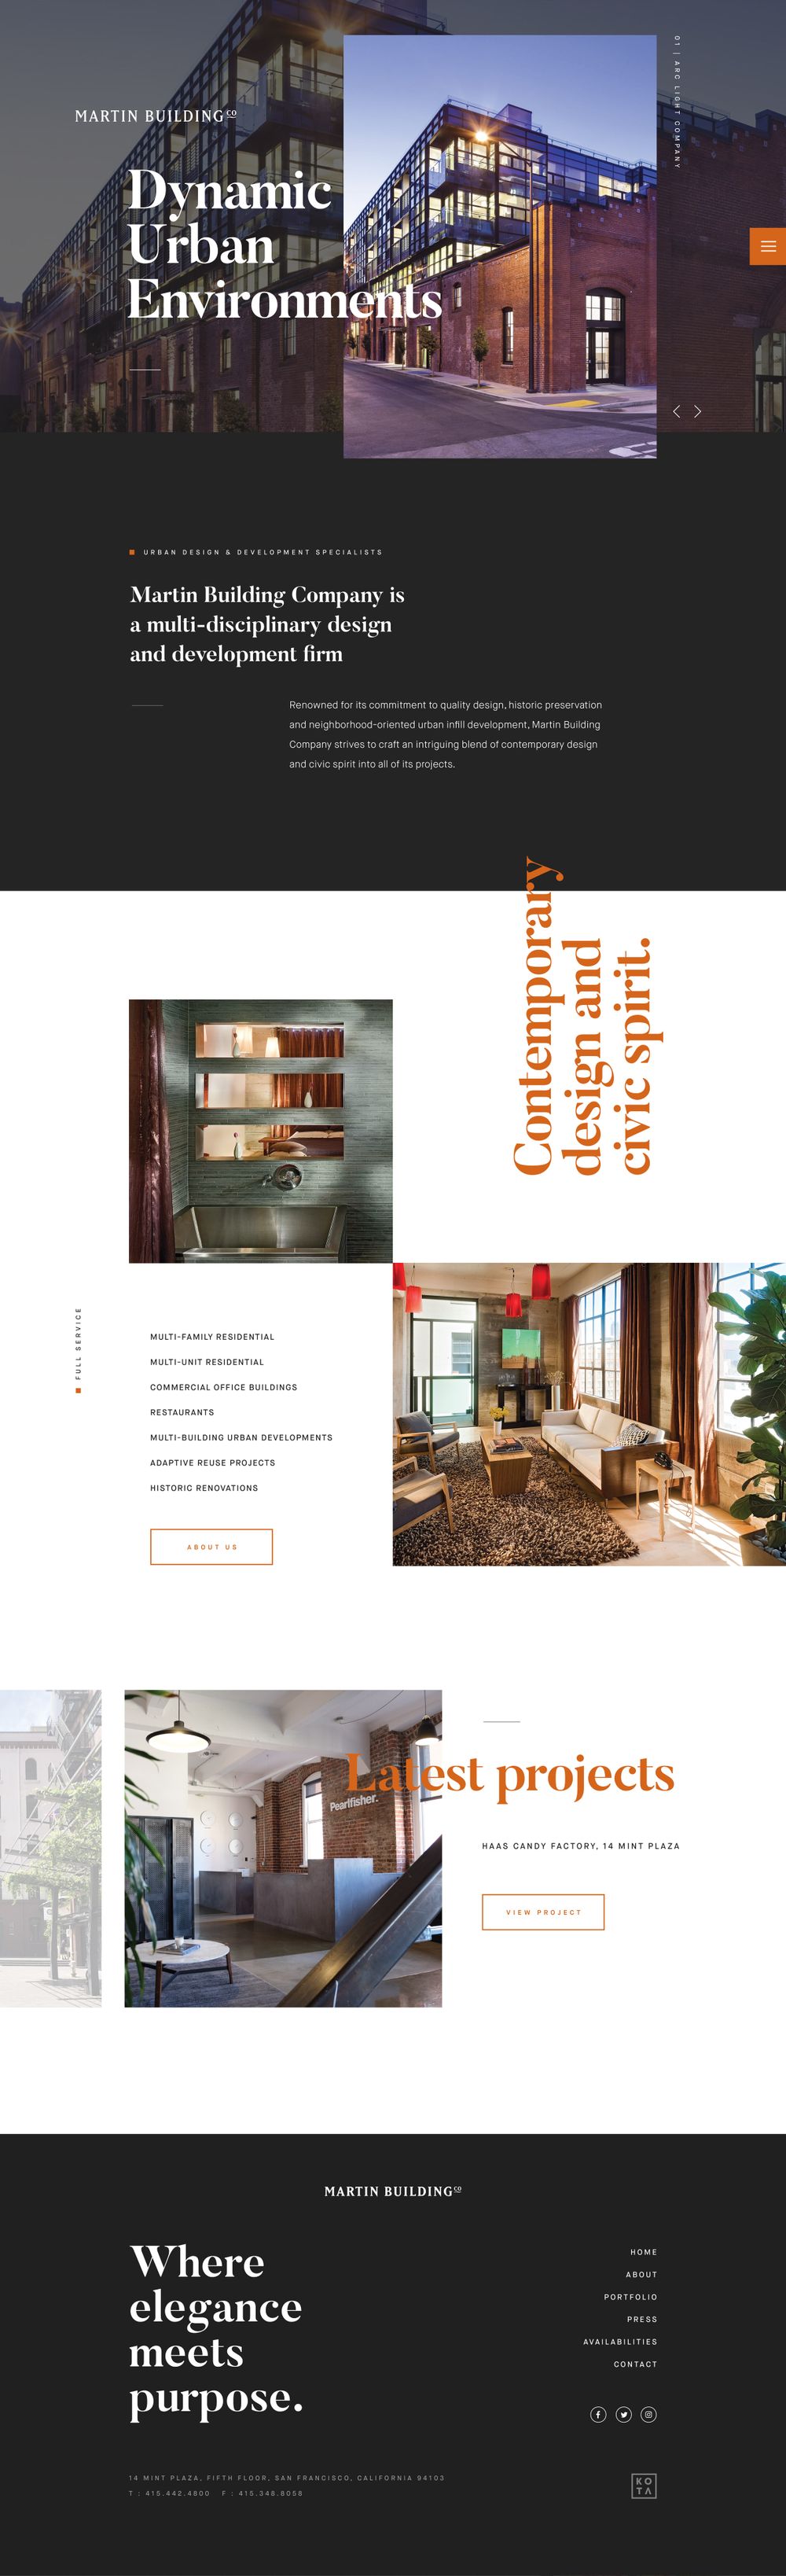 01 | ARC LIGHT COMPANY
MARTIN BUILDING CO
Dynamic
Urban
Environments
URBAN DESIGN & DEVELOPMENT SPECIALISTS
Martin Building Company is
a multi-disciplinary design
and development firm
Renowned for its commitment to quality design, historic preservation
and neighborhood-oriented urban infill development, Martin Building
Company strives to craft an intriguing blend of contemporary design
and civic spirit into all of its projects.
Contemporary
design and
civic spirit.
FULL SERVICE
MULTI-FAMILY RESIDENTIAL
MULTI-UNIT RESIDENTIAL
COMMERCIAL OFFICE BUILDINGS
RESTAURANTS
MULTI-BUILDING URBAN DEVELOPMENTS
ADAPTIVE REUSE PROJECTS
HISTORIC RENOVATIONS
ABOUT US
Latest projects
Pearlfisher.
HAAS CANDY FACTORY, 14 MINT PLAZA
VIEW PROJECT
MARTIN BUILDING CO
Where
elegance
meets
purpose.
HOME
ABOUT
PORTFOLIO
PRESS
AVAILABILITIES
CONTACT
14 MINT PLAZA, FIFTH FLOOR, SAN FRANCISCO, CALIFORNIA 94103
T : 415.442.4800 F : 415.348.8058
KO
TA